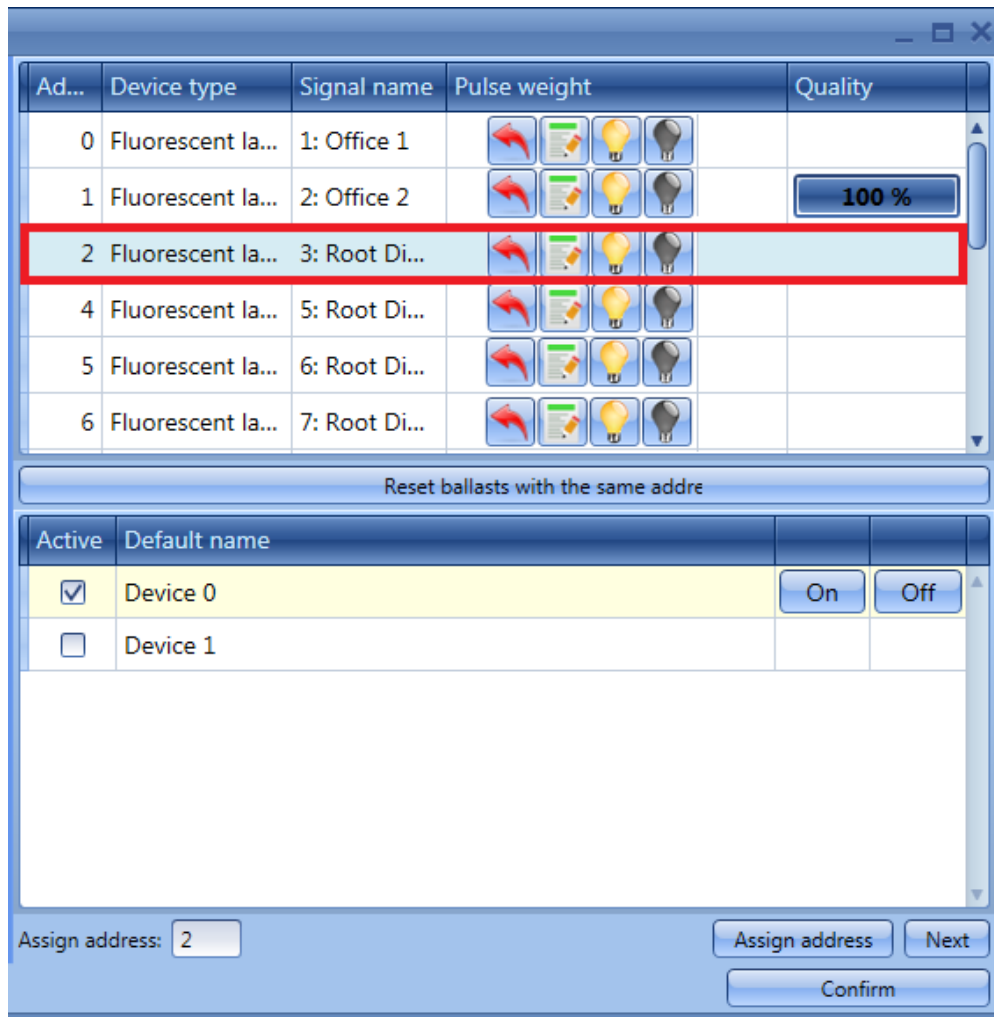 Ad... Device type Signal name Pulse weight Quality
0 Fluorescent la... 1: Office 1
1 Fluorescent la... 2: Office 2 100 %
2 Fluorescent la... 3: Root Di...
4 Fluorescent la... 5: Root Di...
5 Fluorescent la... 6: Root Di...
6 Fluorescent la... 7: Root Di...
Reset ballasts with the same addre
Active Default name
Device 0 On Off
Device 1
Assign address: 2 Assign address Next
Confirm